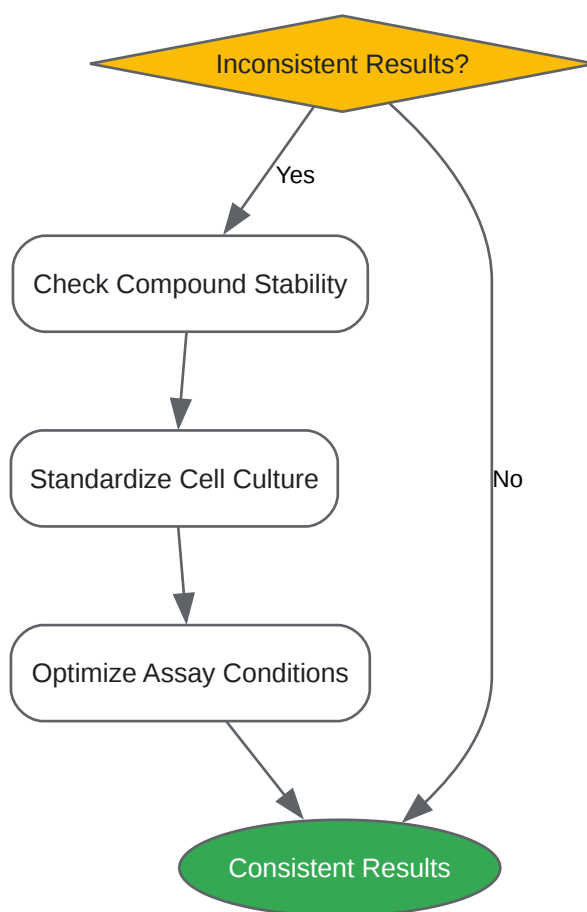 Inconsistent Results?
Yes
Check Compound Stability
Standardize Cell Culture
No
Optimize Assay Conditions
Consistent Results